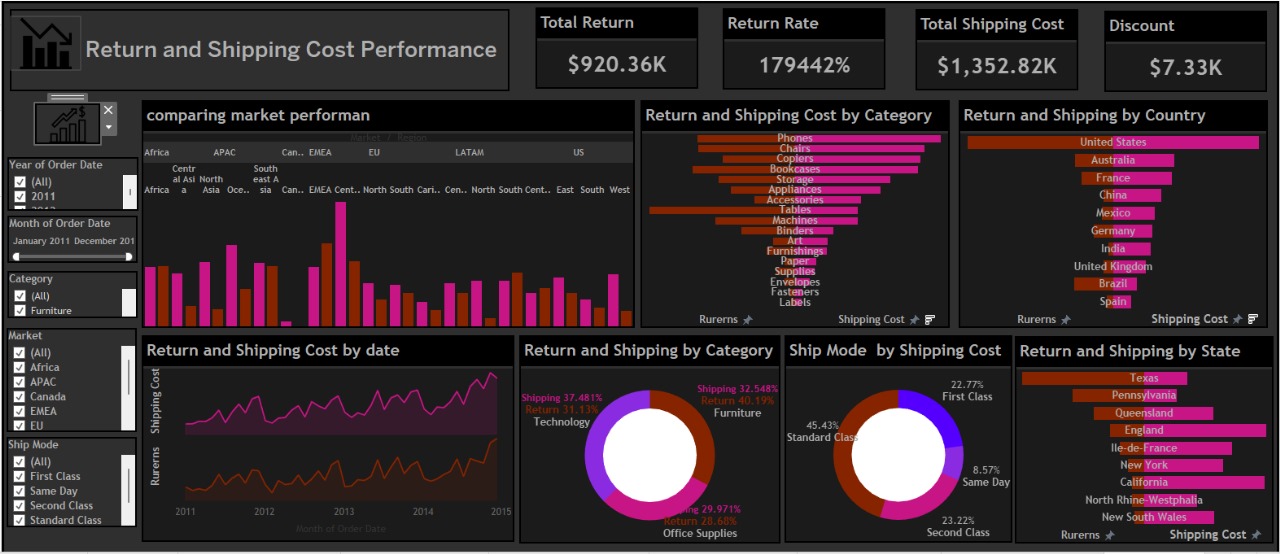 Return and Shipping Cost Performance
Total Return
$920.36K
Return Rate
179442%
Total Shipping Cost
$1,352.82K
Discount
$7.33K
Year of Order Date
(All)
2011
Month of Order Date
January 2011 December 201
Category
(All)
Furniture
Market
(All)
Africa
APAC
Canada
EMEA
EU
Ship Mode
(All)
First Class
Same Day
Second Class
Standard Class
comparing market performan
Market / Region
Africa APAC Can.. EMEA EU LATAM US
Africa Centr al Asi a North Asia Oce.. South east A sia Can.. EMEA Cent.. North South Cari.. Cen.. North South Cent.. East South West
Return and Shipping Cost by Category
Phones
Chairs
Copiers
Bookcases
Storage
Appliances
Accessories
Tables
Machines
Binders
Art
Furnishings
Paper
Supplies
Envelopes
Fasteners
Labels
Rurerns Shipping Cost
Return and Shipping by Country
United States
Australia
France
China
Mexico
Germany
India
United Kingdom
Brazil
Spain
Rurerns Shipping Cost
Return and Shipping Cost by date
Shipping Cost
Rurerns
2011 2012 2013 2014 2015
Month of Order Date
Return and Shipping by Category
Shipping 37.481%
Return 31.13%
Technology
Shipping 32.548%
Return 40.19%
Furniture
29.971%
Return 28.68%
Office Supplies
Ship Mode by Shipping Cost
22.77%
First Class
45.43%
Standard Class
8.57%
Same Day
23.22%
Second Class
Return and Shipping by State
Texas
Pennsylvania
Queensland
England
Ile-de-France
New York
California
North Rhine-Westphalia
New South Wales
Rurerns Shipping Cost